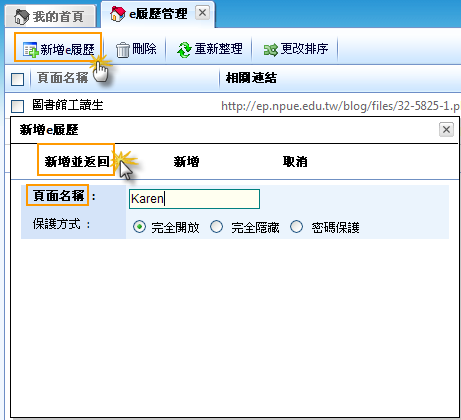 我的首頁 e履歷管理
新增e履歷 刪除 重新整理 更改排序
頁面名稱 相關連結
圖書館工讀生 http://ep.npue.edu.tw/blog/files/32-5825-1.p
新增e履歷
新增並返回 新增 取消
頁面名稱： Karen
保護方式： 完全開放 完全隱藏 密碼保護